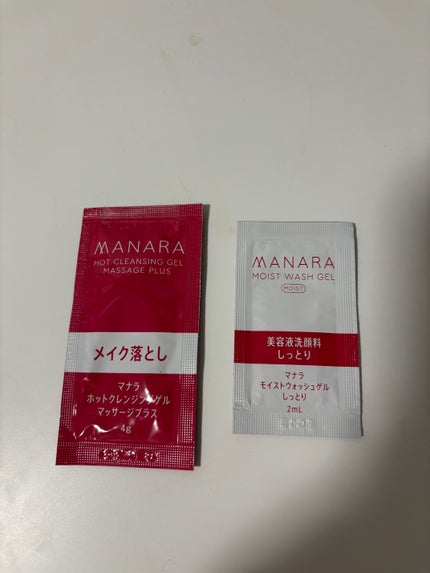 MANARA
HOT CLEANSING GEL
MASSAGE PLUS
メイク落とし
マナラ
ホットクレンジングゲル
マッサージプラス
4g
MANARA
MOIST WASH GEL
MOIST
美容液洗顔料
しっとり
マナラ
モイストウォッシュゲル
しっとり
2mL